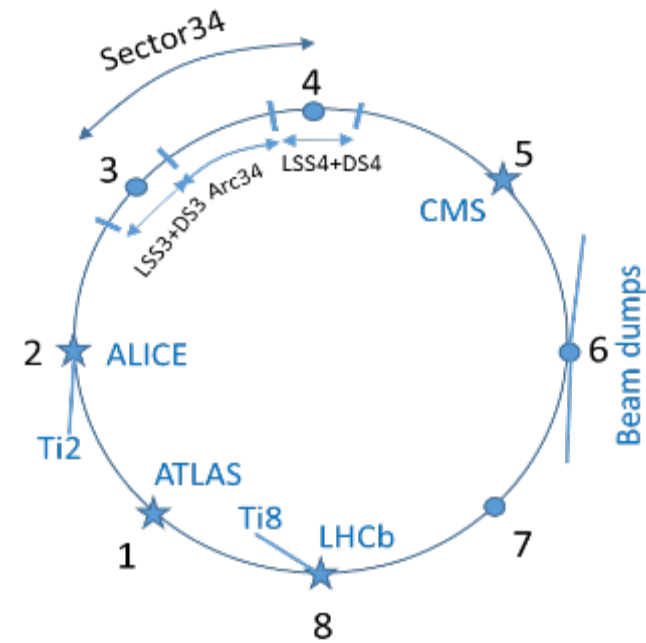 Sector34
4
3
LSS3+DS3
Arc34
LSS4+DS4
5
CMS
2
ALICE
6
Beam dumps
Ti2
ATLAS
Ti8
LHCb
1
7
8